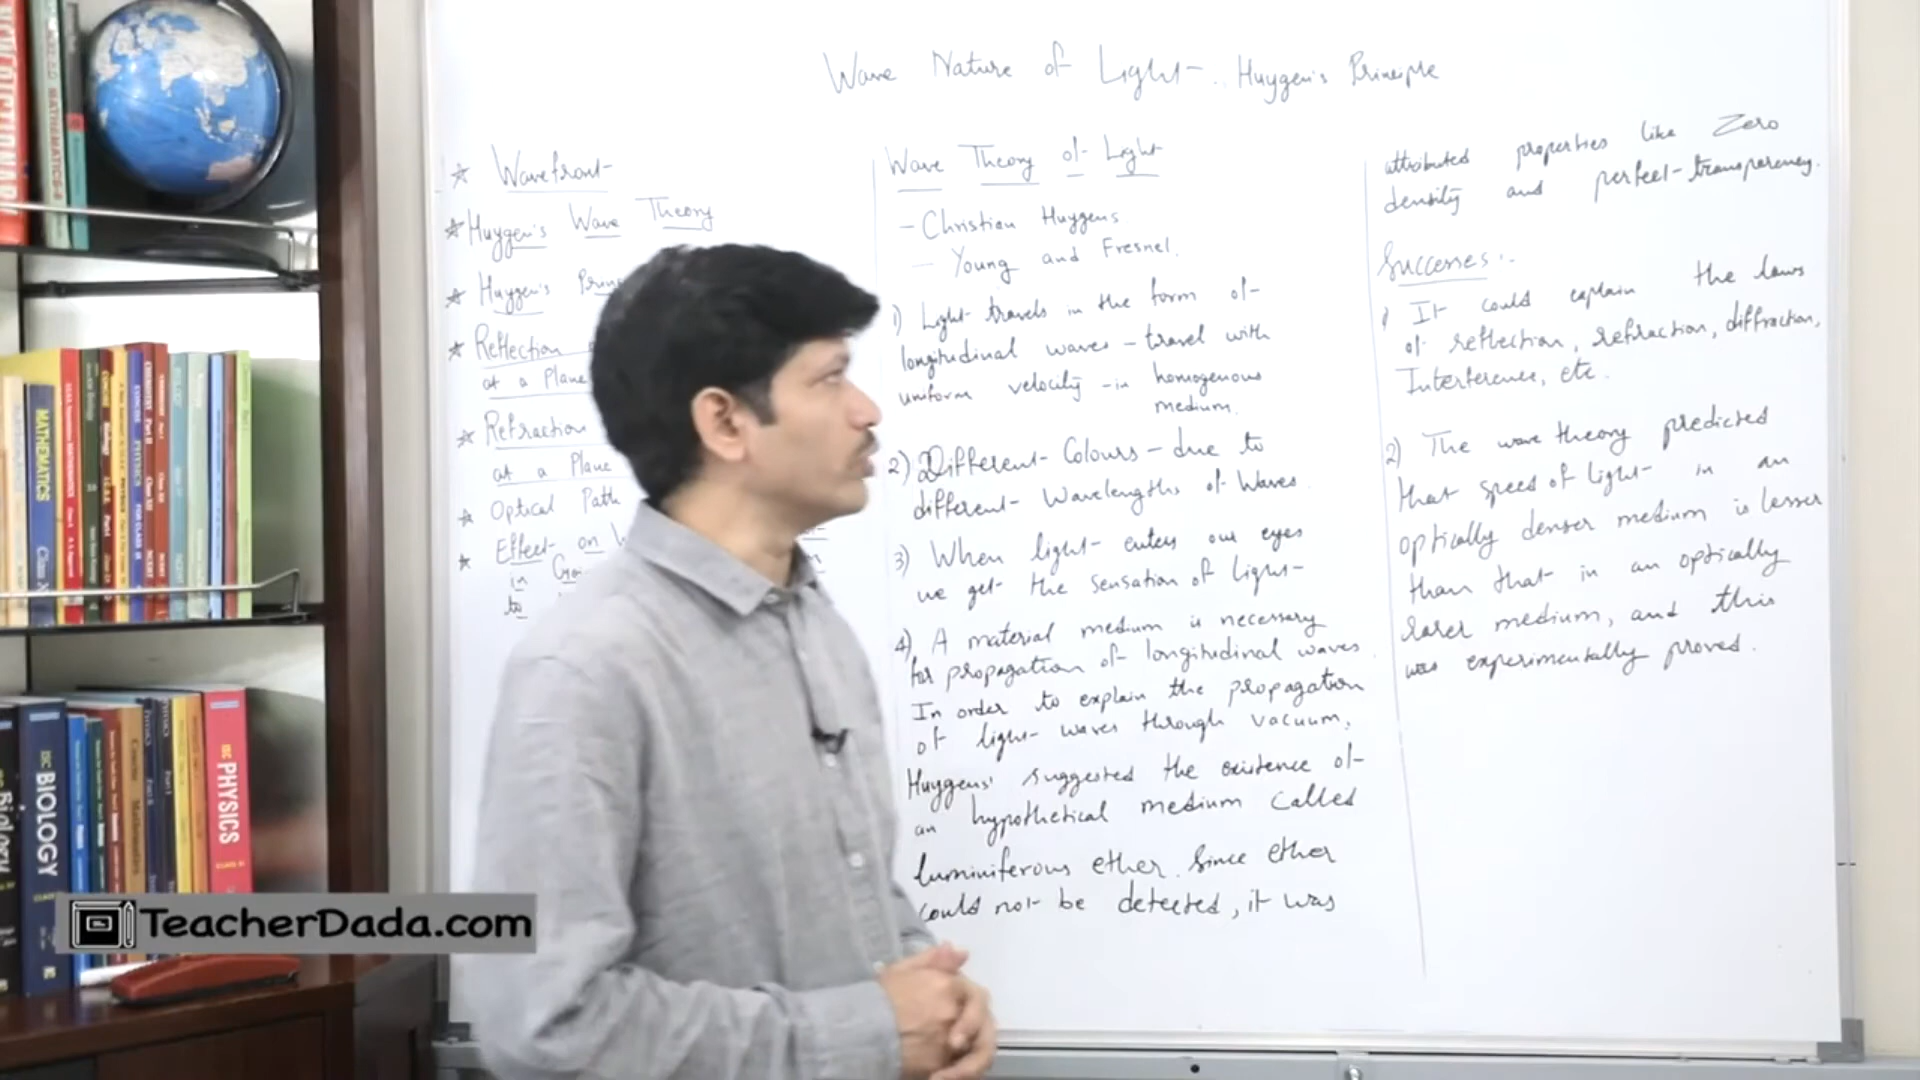 Wave Nature of Light - Huygen's Principle
☆ Wavefront
☆ Huygen's Wave Theory
☆ Huygen's
☆ Reflection
at a Plane
☆ Refraction
at a Plane
☆ Optical Path
☆ Effect on
in
to
Wave Theory of Light
- Christian Huygens
- Young and Fresnel.
1) Light travels in the form of
longitudinal waves - travel with
uniform velocity - in homogenous
medium.
2) Different Colours - due to
different Wavelengths of Waves.
3) When light enters our eyes
we get the sensation of light
4) A material medium is necessary
for propagation of longitudinal waves.
In order to explain the propagation
of light waves through vacuum,
Huygens' suggested the existence of
an hypothetical medium called
luminiferous ether. Since ether
could not be detected, it was
attributed properties like Zero
density and perfect transparency.
Successes:-
1 It could explain the laws
of reflection, refraction, diffraction,
Interference, etc.
2) The wave theory predicted
that speed of light in an
optically denser medium is lesser
than that in an optically
rarer medium, and this
was experimentally proved.
MATHEMATICS
MATHEMATICS
PHYSICS
BIOLOGY
Biology
PHYSICS
TeacherDada.com